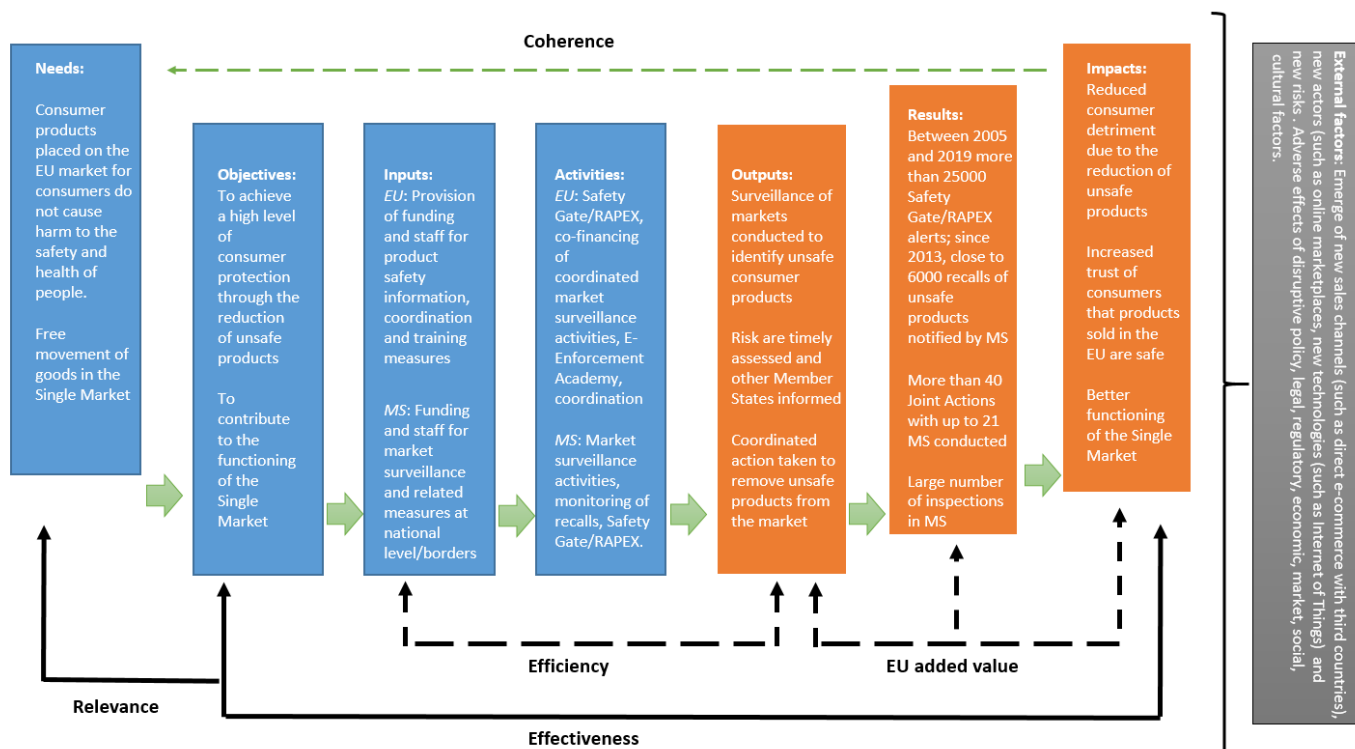 Coherence
Needs:
Consumer
products
placed on the
EU market for
consumers do
not cause
harm to the
safety and
health of
people.
Free
movement of
goods in the
Single Market
Objectives:
To achieve
a high level
of
consumer
protection
through the
reduction
of unsafe
products
To
contribute
to the
functioning
of the
Single
Market
Inputs:
EU: Provision
of funding
and staff for
product
safety
information,
coordination
and training
measures
MS: Funding
and staff for
market
surveillance
and related
measures at
national
level/borders
Activities:
EU: Safety
Gate/RAPEX,
co-financing
of
coordinated
market
surveillance
activities, E-
Enforcement
Academy,
coordination
MS: Market
surveillance
activities,
monitoring of
recalls, Safety
Gate/RAPEX.
Outputs:
Surveillance of
markets
conducted to
identify unsafe
consumer
products
Risk are timely
assessed and
other Member
States informed
Coordinated
action taken to
remove unsafe
products from
the market
Results:
Between 2005
and 2019 more
than 25000
Safety
Gate/RAPEX
alerts; since
2013, close to
6000 recalls of
unsafe
products
notified by MS
More than 40
Joint Actions
with up to 21
MS conducted
Large number
of inspections
in MS
Impacts:
Reduced
consumer
detriment
due to the
reduction of
unsafe
products
Increased
trust of
consumers
that products
sold in the
EU are safe
Better
functioning
of the Single
Market
External factors: Emerge of new sales channels (such as direct e-commerce with third countries),
new actors (such as online marketplaces, new technologies (such as Internet of Things) and
new risks . Adverse effects of disruptive policy, legal, regulatory, economic, market, social,
cultural factors.
Efficiency
EU added value
Relevance
Effectiveness